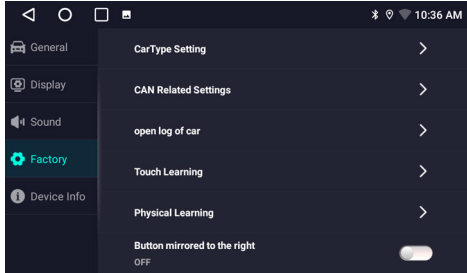 10:36 AM
General
Display
Sound
Factory
Device Info
CarType Setting
CAN Related Settings
open log of car
Touch Learning
Physical Learning
Button mirrored to the right
OFF